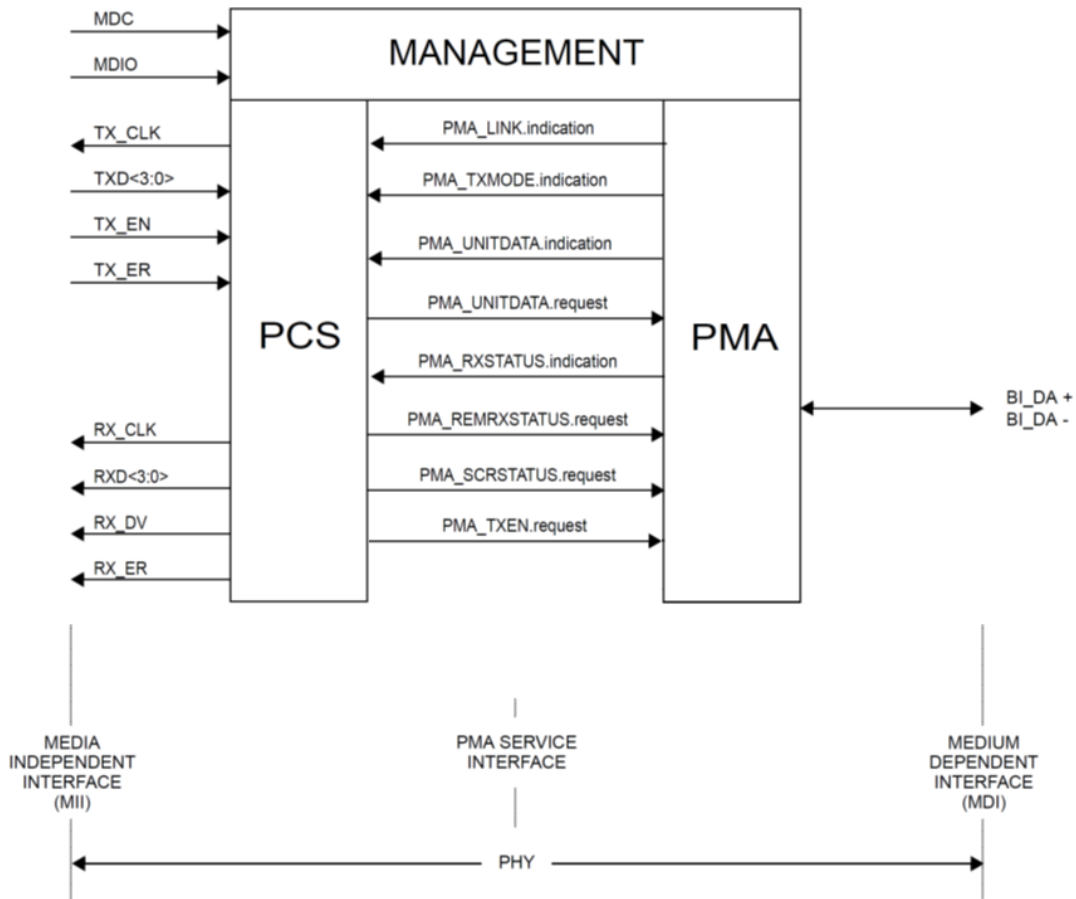 MDC
MANAGEMENT
MDIO
TX_CLK
PMA_LINK.indication
TXD<3:0>
PMA_TXMODE.indication
TX_EN
PMA_UNITDATA.indication
TX_ER
PMA_UNITDATA.request
PCS
PMA
PMA_RXSTATUS.indication
BI_DA +
BI_DA -
RX_CLK
PMA_REMRXSTATUS.request
RXD<3:0>
PMA_SCRSTATUS.request
RX_DV
PMA_TXEN.request
RX_ER
MEDIA
INDEPENDENT
INTERFACE
(MII)
PMA SERVICE
INTERFACE
MEDIUM
DEPENDENT
INTERFACE
(MDI)
PHY